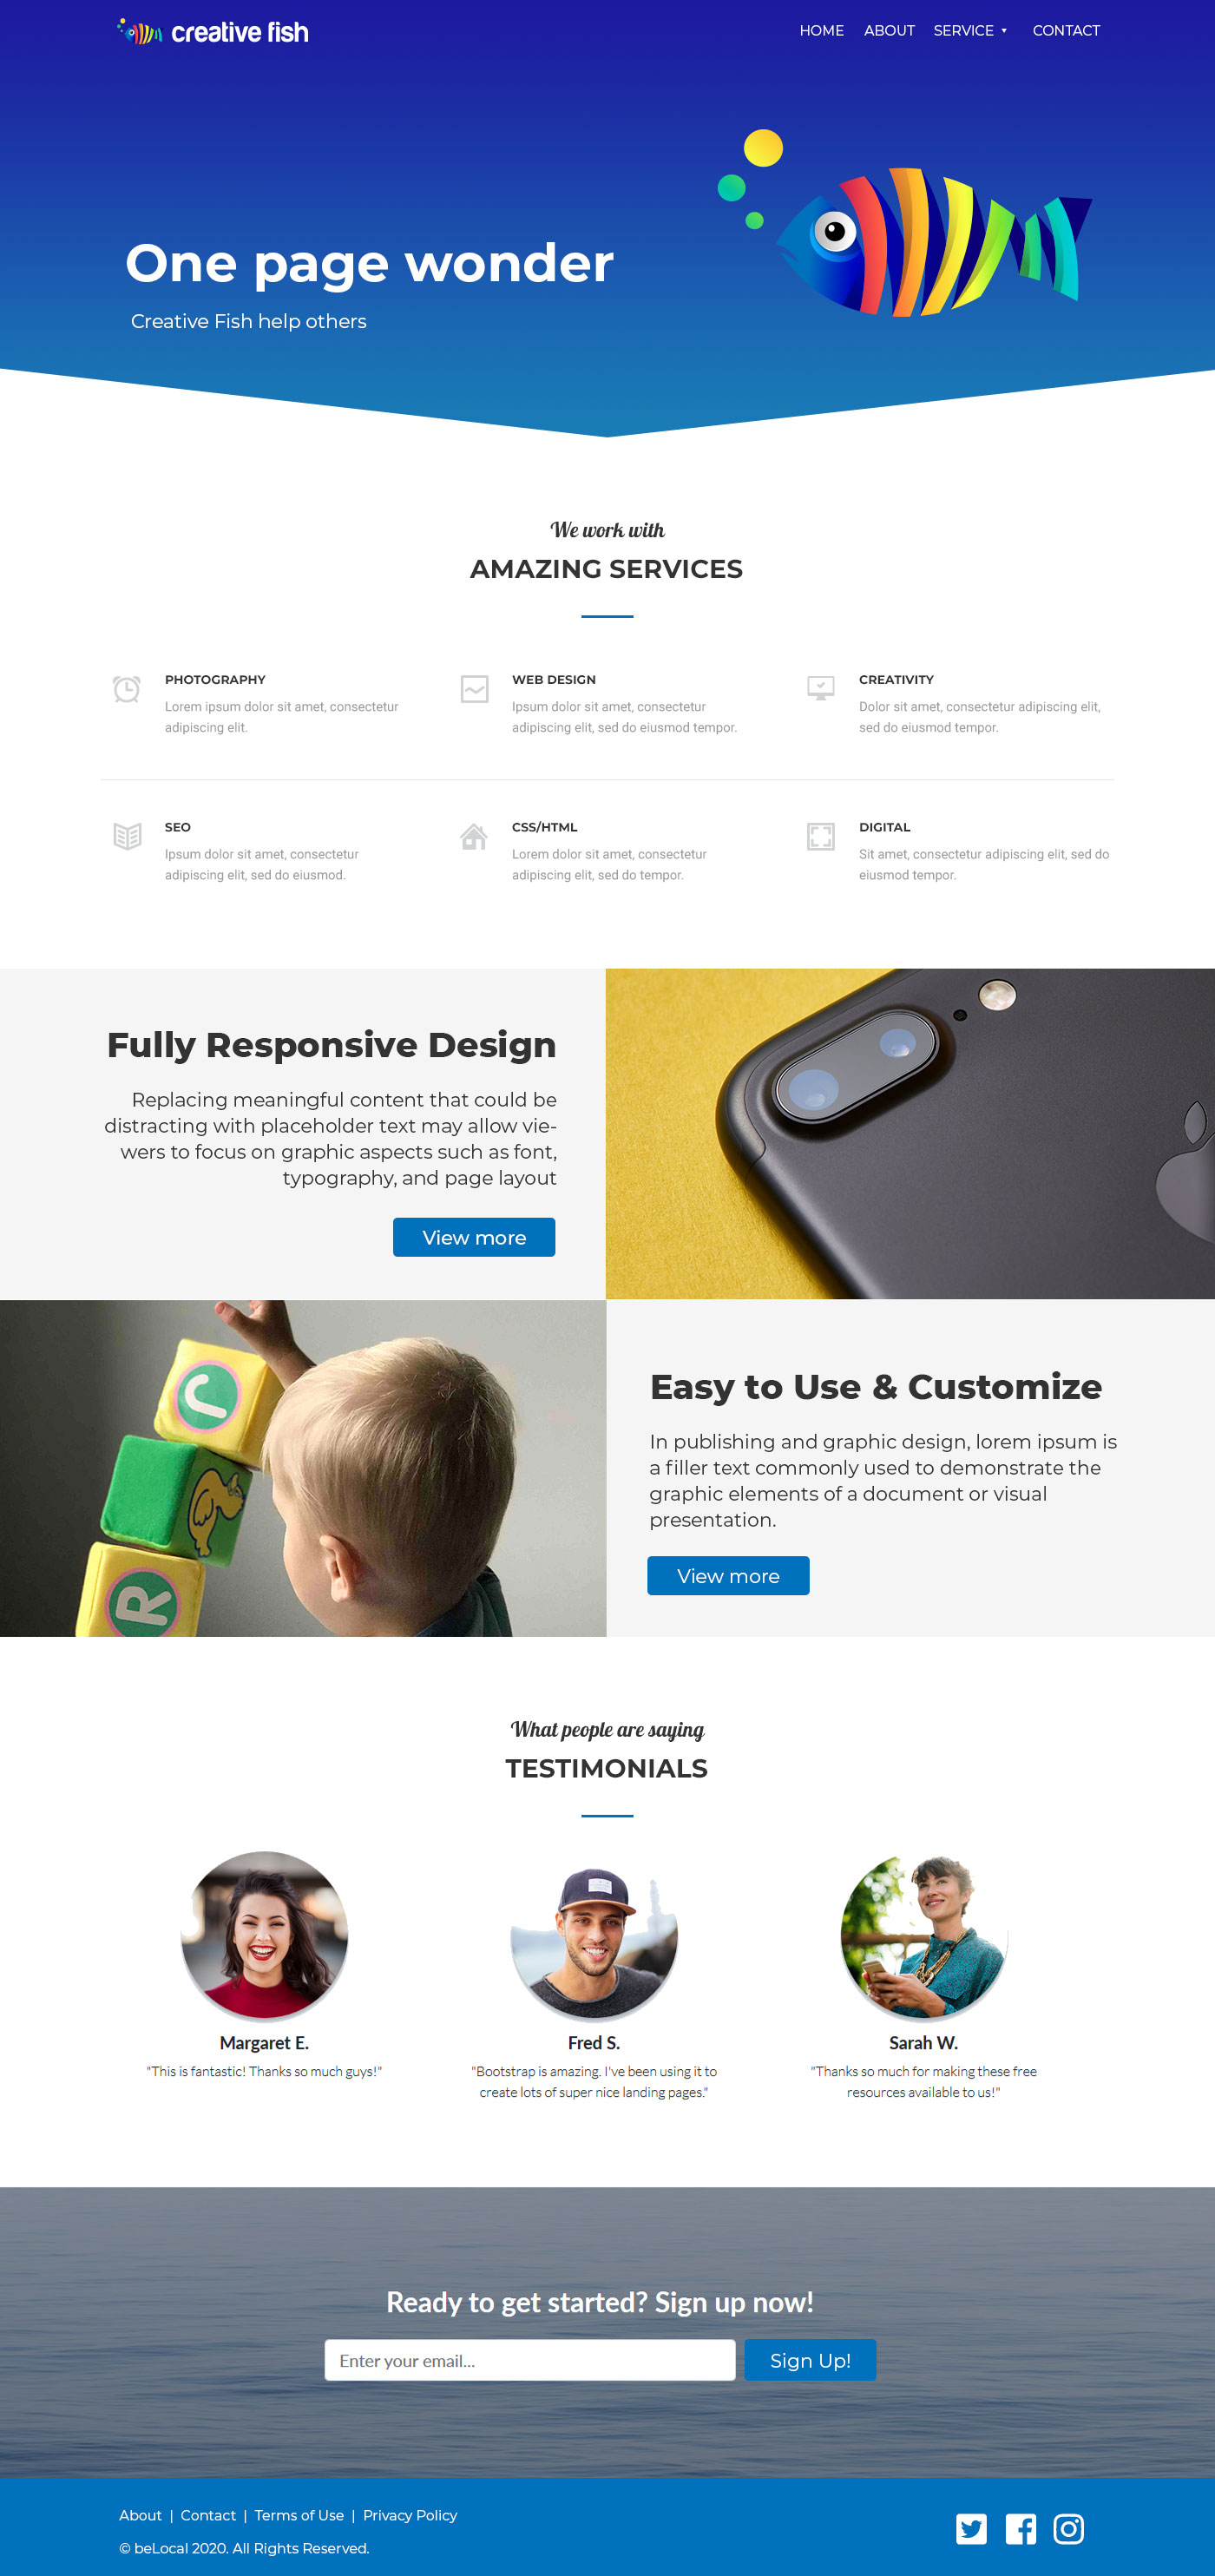 creative fish
HOME ABOUT SERVICE CONTACT
One page wonder
Creative Fish help others
We work with
AMAZING SERVICES
PHOTOGRAPHY
Lorem ipsum dolor sit amet, consectetur
adipiscing elit.
WEB DESIGN
Ipsum dolor sit amet, consectetur
adipiscing elit, sed do eiusmod tempor.
CREATIVITY
Dolor sit amet, consectetur adipiscing elit,
sed do eiusmod tempor.
SEO
Ipsum dolor sit amet, consectetur
adipiscing elit, sed do eiusmod.
CSS/HTML
Lorem dolor sit amet, consectetur
adipiscing elit, sed do tempor.
DIGITAL
Sit amet, consectetur adipiscing elit, sed do
eiusmod tempor.
Fully Responsive Design
Replacing meaningful content that could be
distracting with placeholder text may allow vie-
wers to focus on graphic aspects such as font,
typography, and page layout
View more
R
Easy to Use & Customize
In publishing and graphic design, lorem ipsum is
a filler text commonly used to demonstrate the
graphic elements of a document or visual
presentation.
View more
What people are saying
TESTIMONIALS
Margaret E.
"This is fantastic! Thanks so much guys!"
Fred S.
"Bootstrap is amazing. I've been using it to
create lots of super nice landing pages."
Sarah W.
"Thanks so much for making these free
resources available to us!"
Ready to get started? Sign up now!
Enter your email...
Sign Up!
About | Contact | Terms of Use | Privacy Policy
© beLocal 2020. All Rights Reserved.